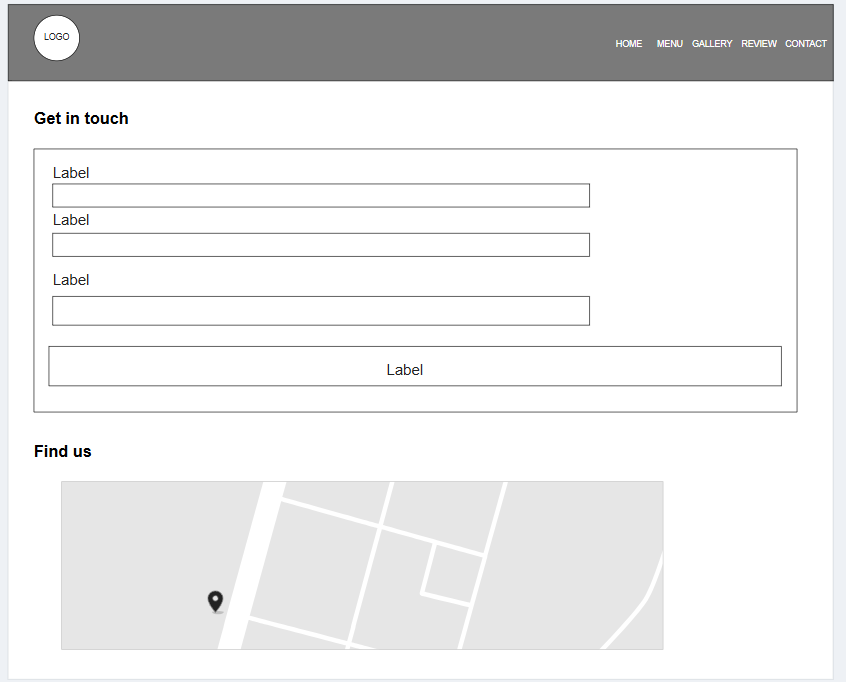 LOGO
HOME MENU GALLERY REVIEW CONTACT
Get in touch
Label
Label
Label
Label
Find us